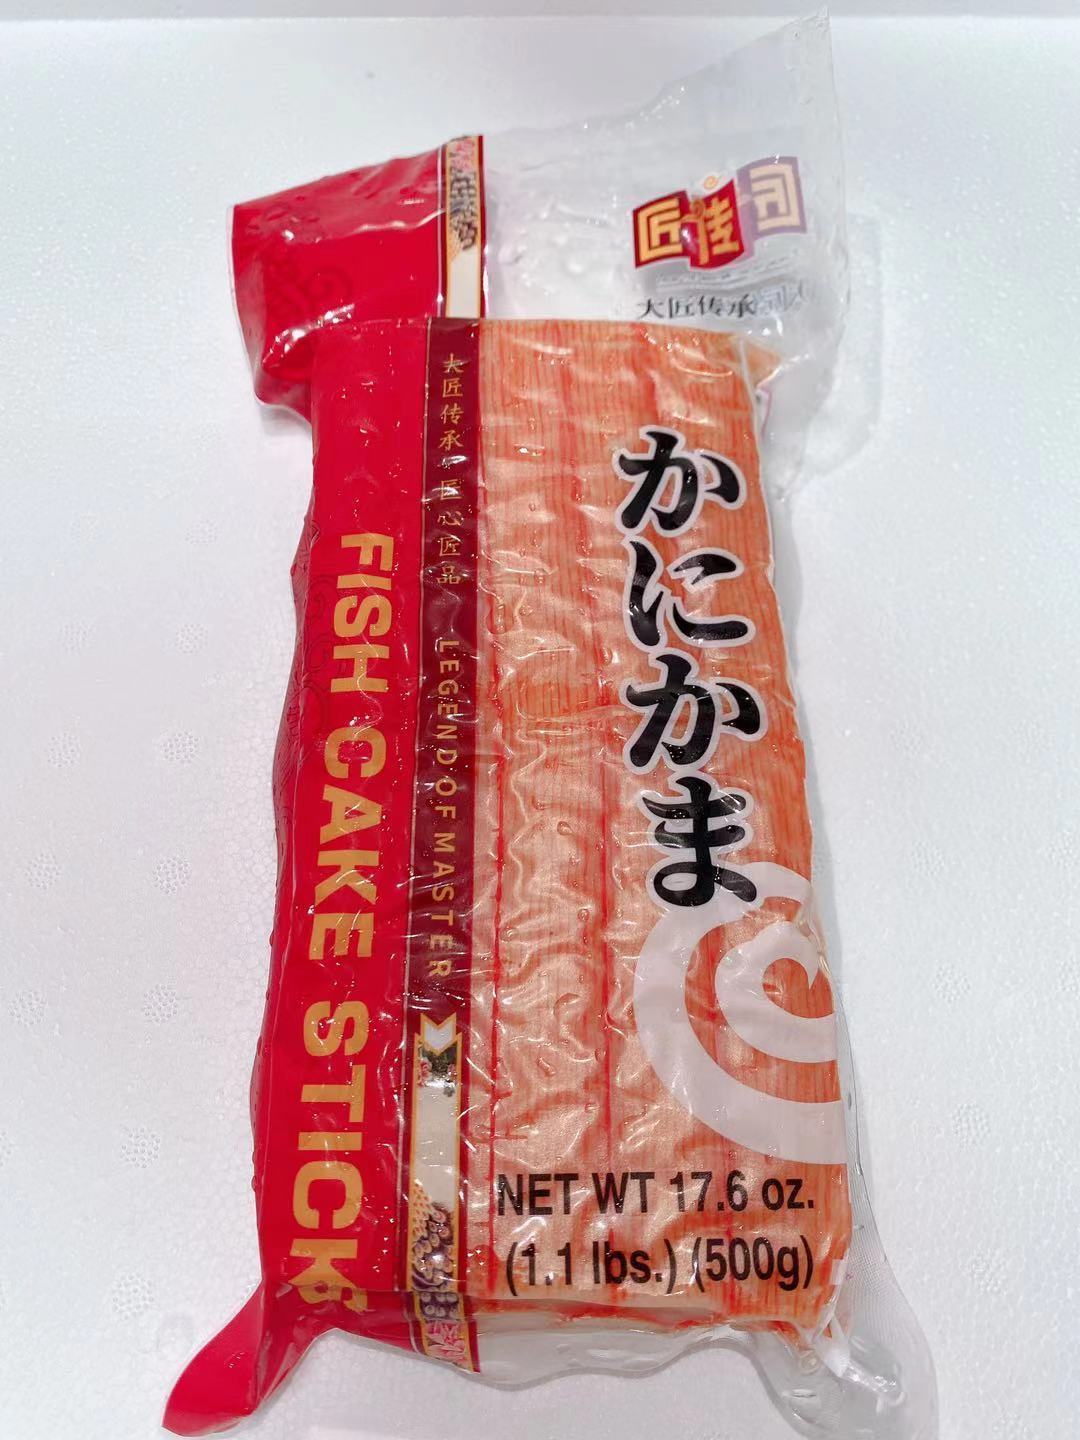 匠佳司
大匠传承
大匠传承 匠心匠品 LEGEND OF MASTER
FISH CAKE STICKS
かにかま
NET WT 17.6 oz.
(1.1 lbs.) (500g)